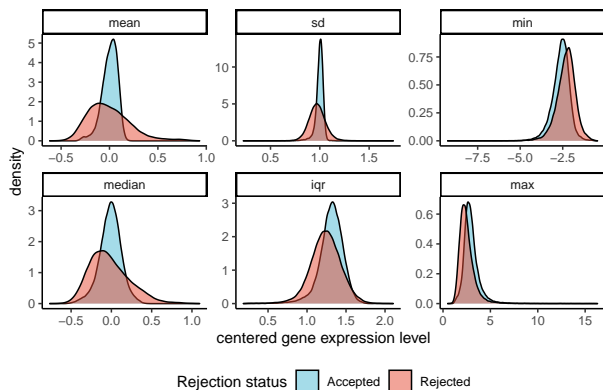 mean sd min
5 4 3 2 1 0
10 5 0
0.75 0.50 0.25 0.00
−0.5 0.0 0.5 1.0
0.5 1.0 1.5
−7.5 −5.0 −2.5
density
median iqr max
3 2 1 0
3 2 1 0
0.6 0.4 0.2 0.0
−0.5 0.0 0.5 1.0
0.5 1.0 1.5 2.0
0 5 10 15
centered gene expression level
Rejection status Accepted Rejected